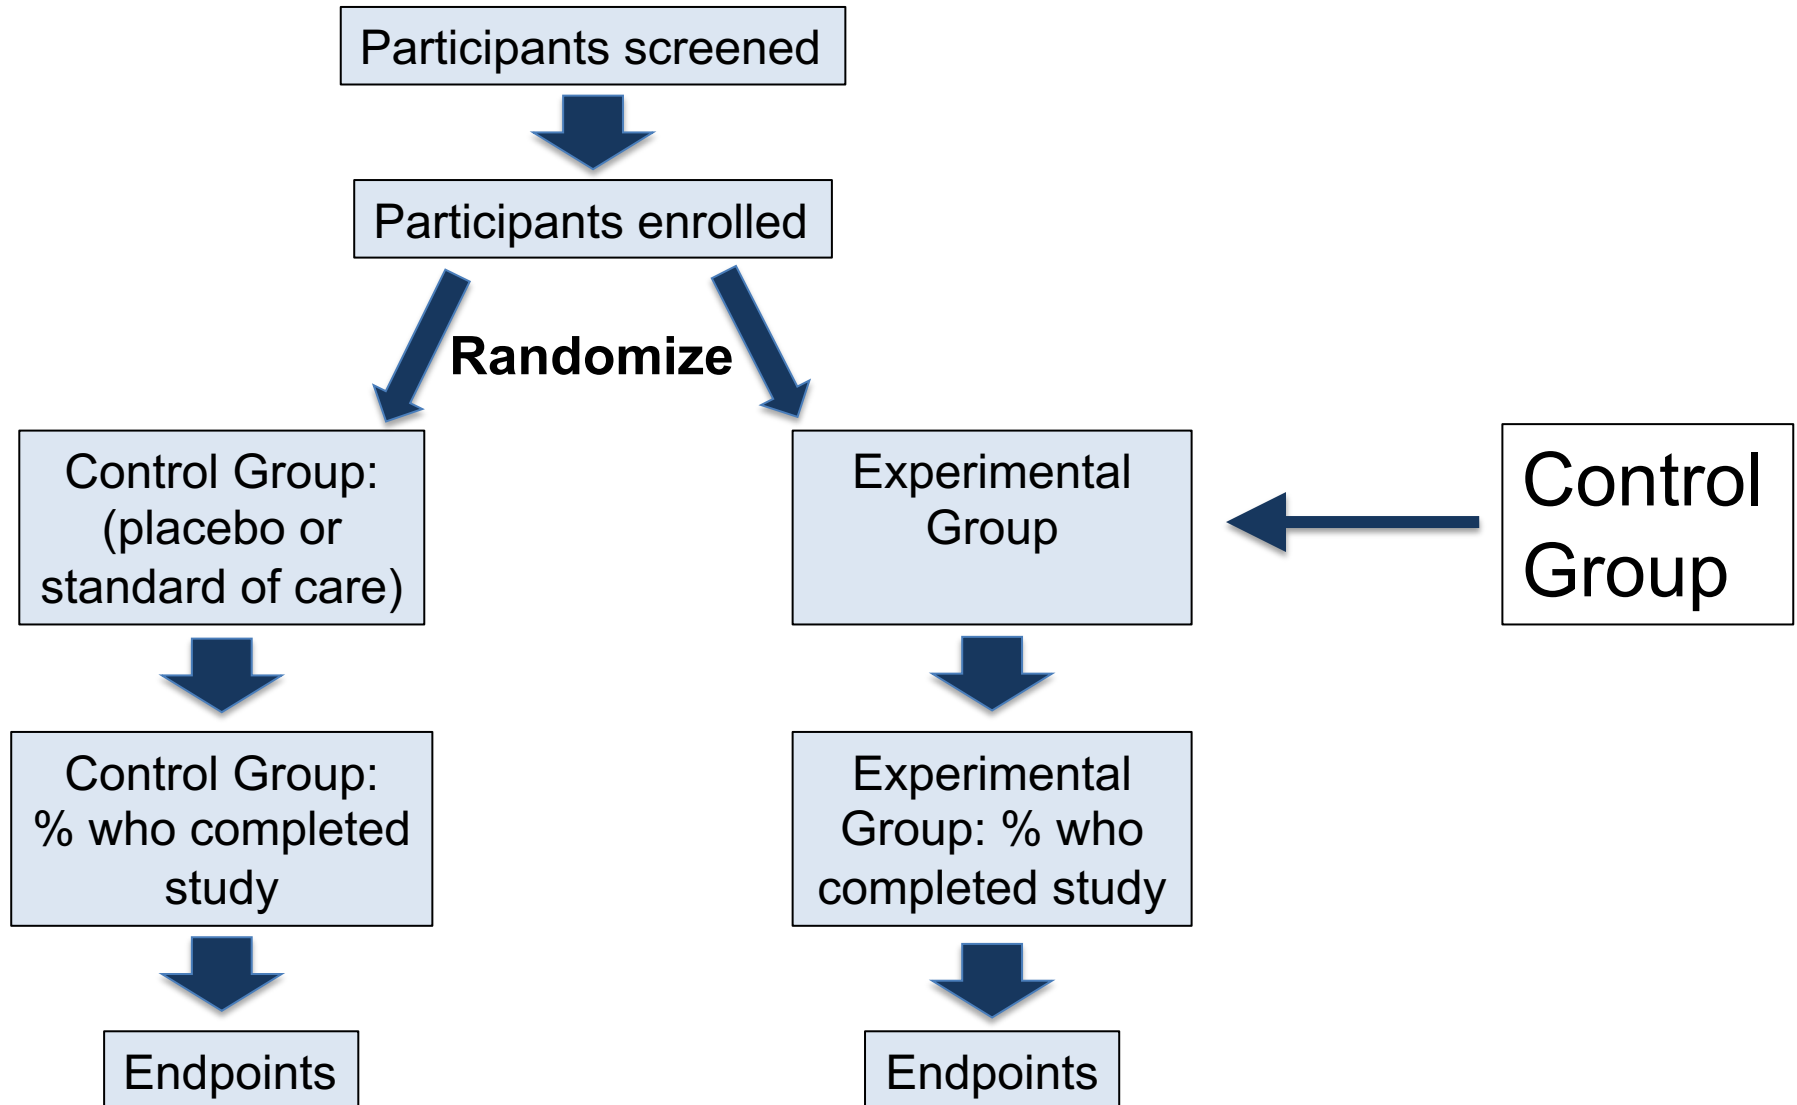 Participants screened
Participants enrolled
Randomize
Control Group:
(placebo or
standard of care)
Experimental
Group
Control
Group
Control Group:
% who completed
study
Experimental
Group: % who
completed study
Endpoints
Endpoints